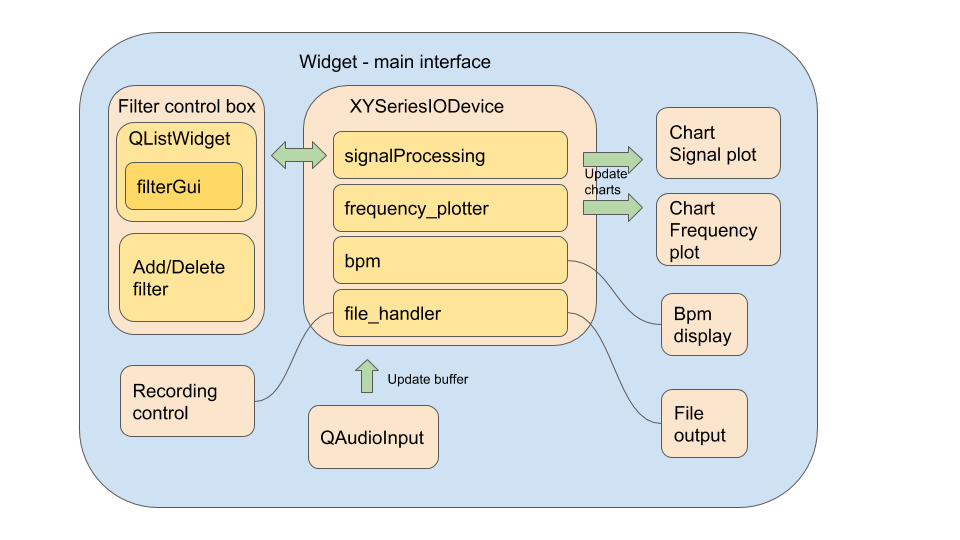 Widget - main interface
Filter control box
QListWidget
filterGui
Add/Delete
filter
XYSeriesIODevice
signalProcessing
frequency_plotter
bpm
file_handler
Update
charts
Chart
Signal plot
Chart
Frequency
plot
Bpm
display
File
output
Recording
control
Update buffer
QAudioInput